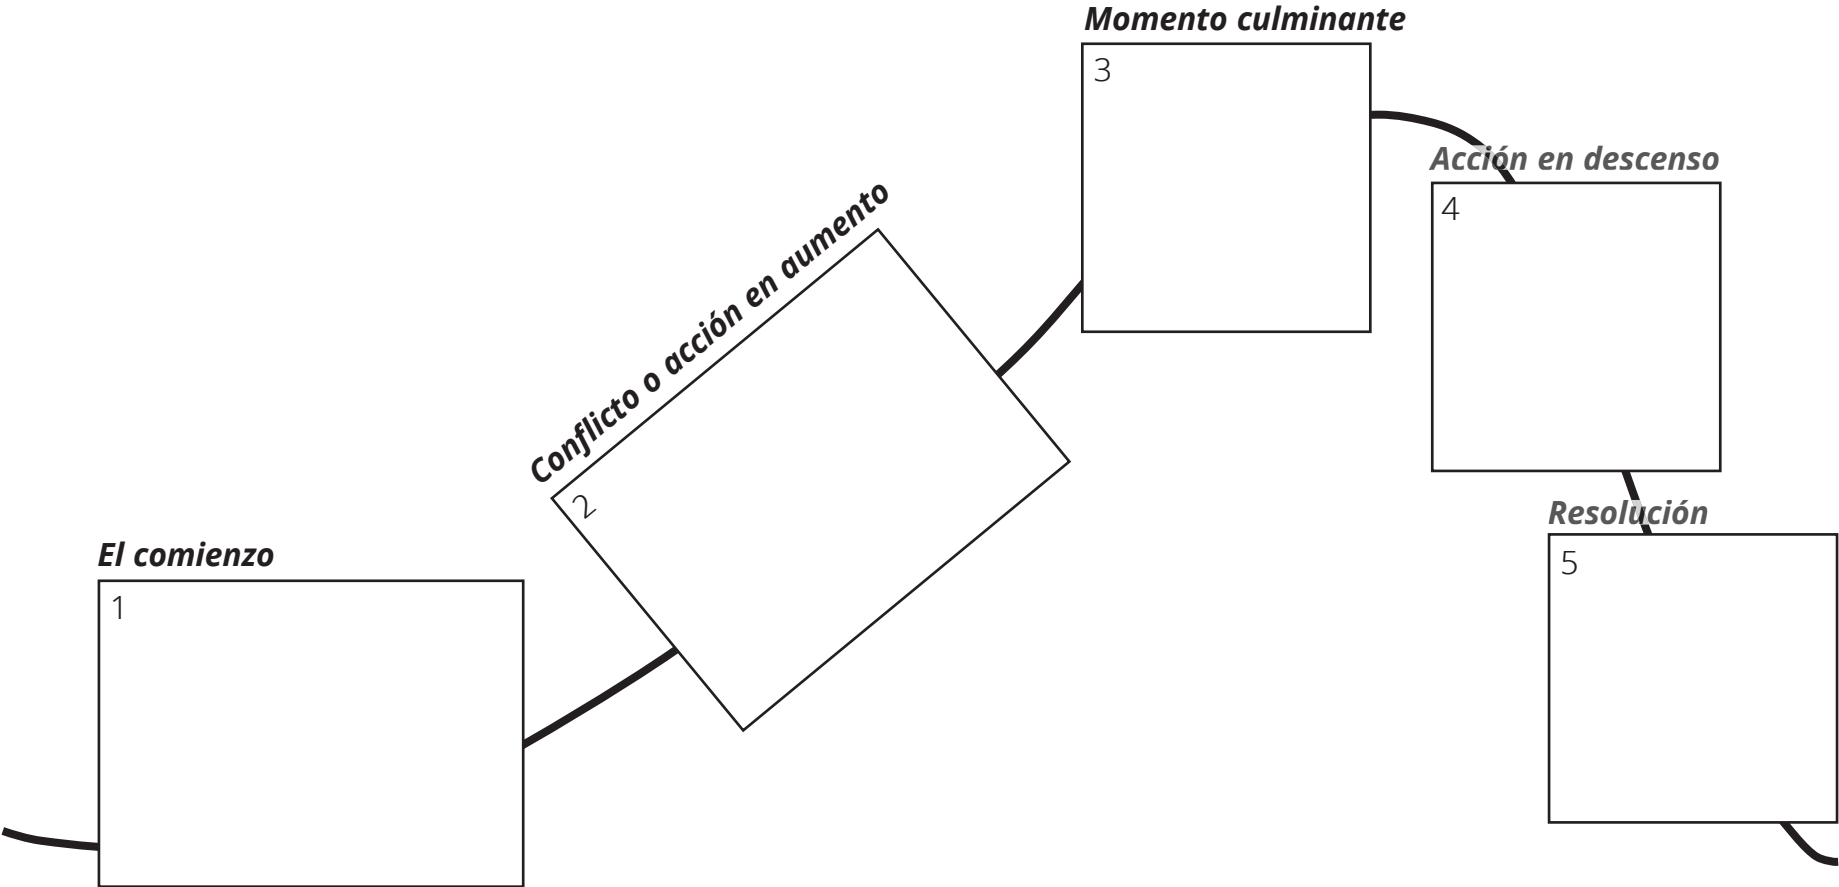 El comienzo
1
Conflicto o acción en aumento
2
Momento culminante
3
Acción en descenso
4
Resolución
5